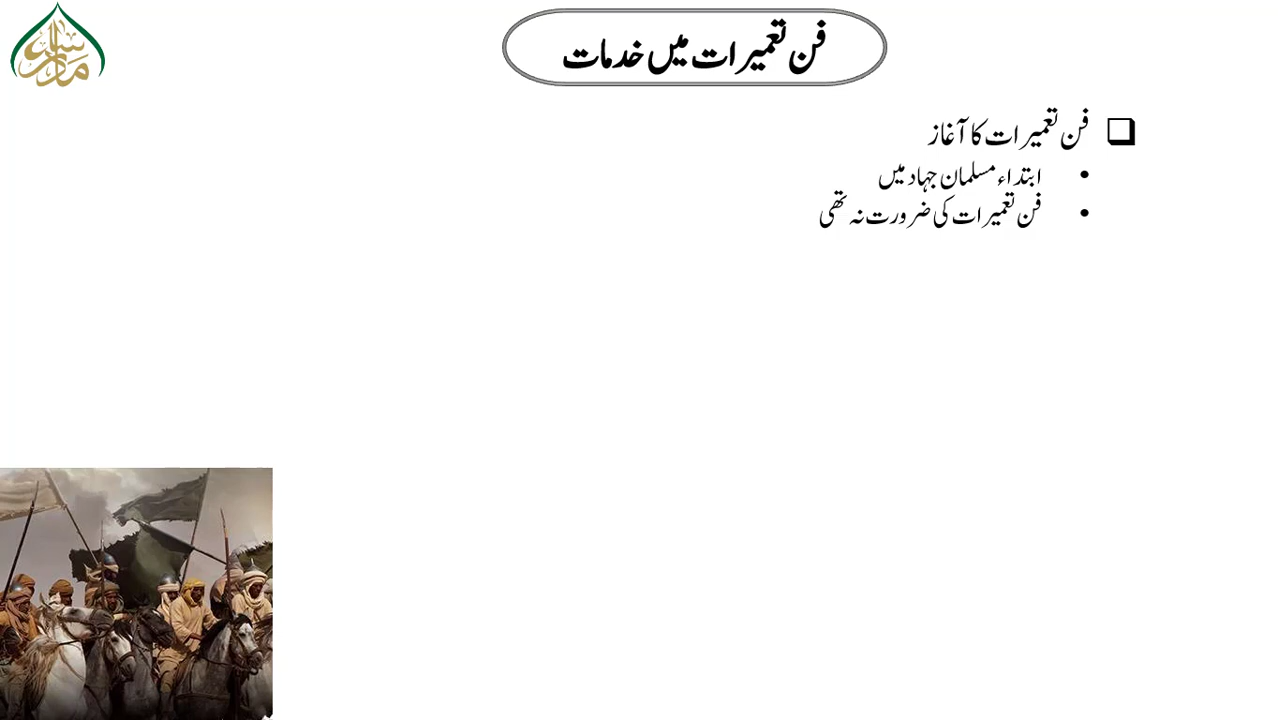 فن تعمیرات میں خدمات
فن تعمیرات کا آغاز
ابتداء مسلمان جہاد میں
فن تعمیرات کی ضرورت نہ تھی